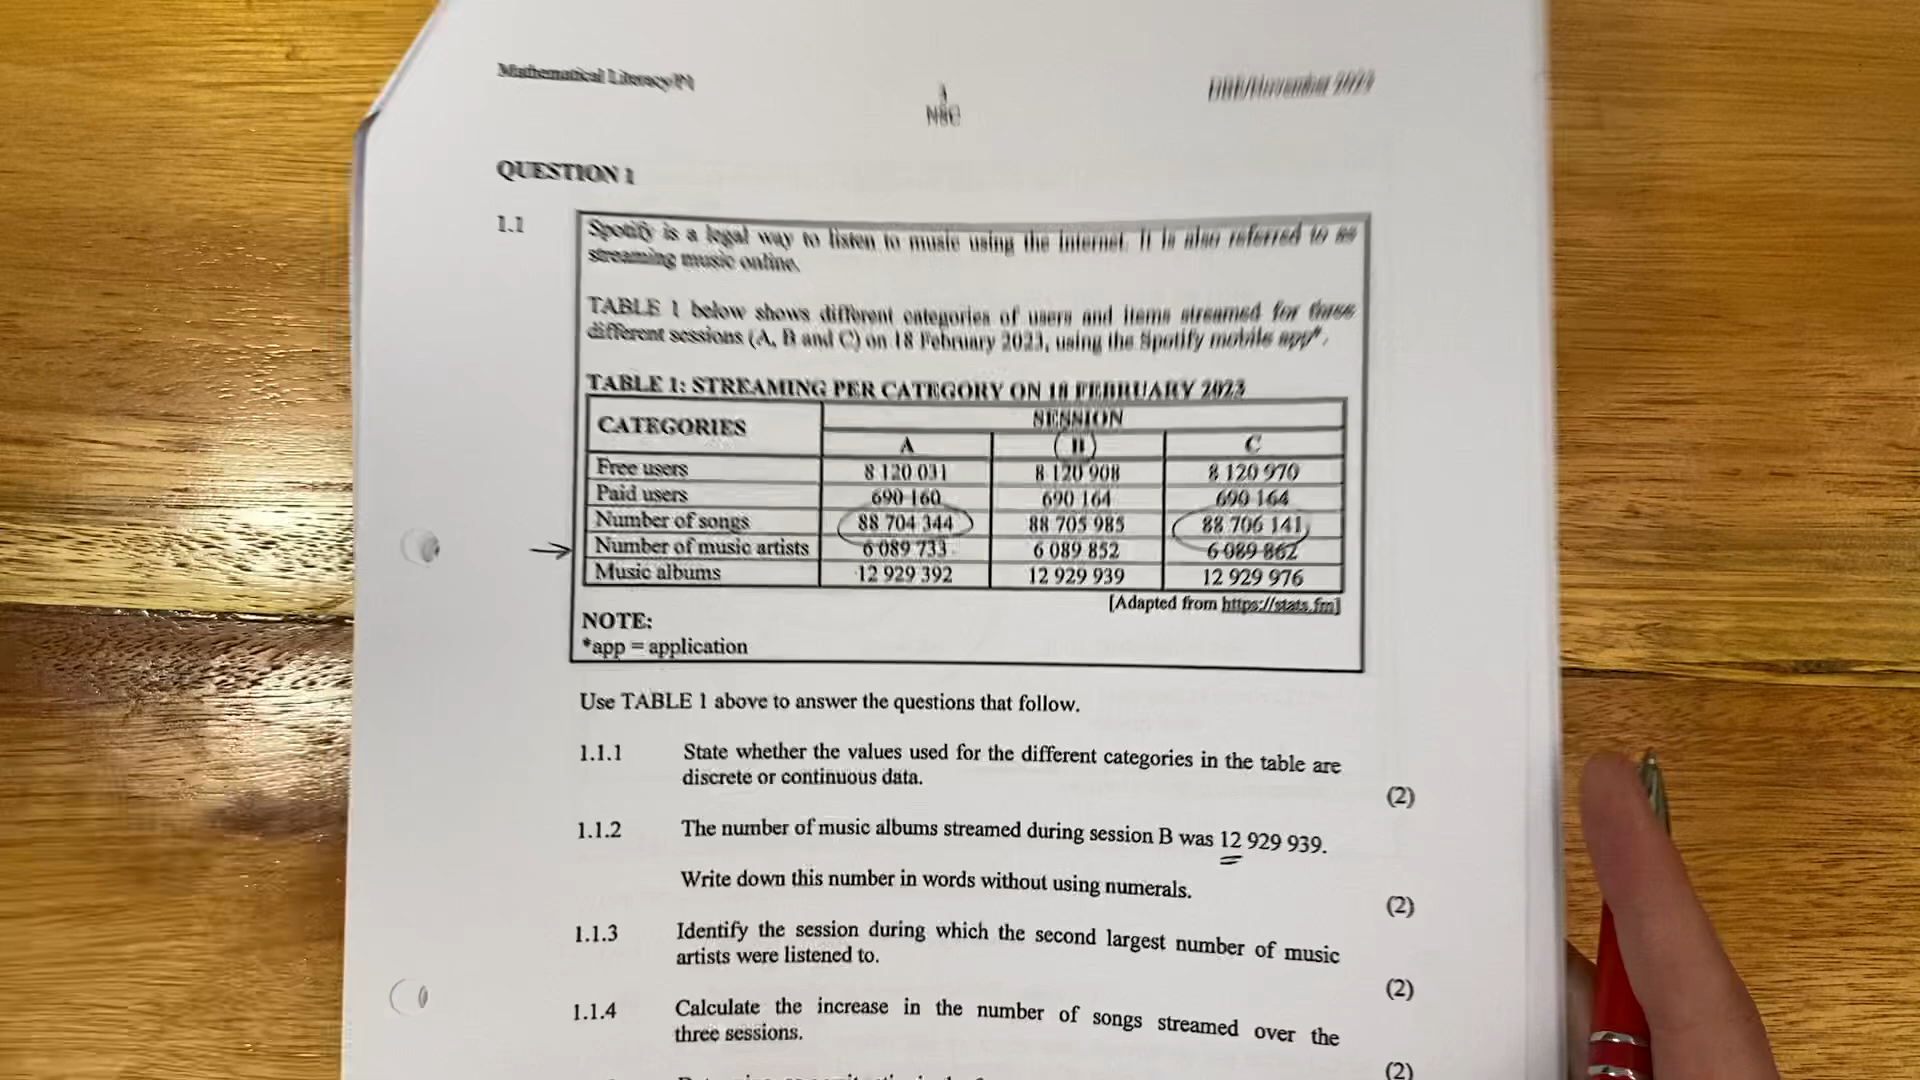 Mathematical Literacy/P1
NSC
DBE/November 2023
QUESTION 1
1.1
Spotify is a legal way to listen to music using the Internet. It is also referred to as
streaming music online.
TABLE 1 below shows different categories of users and items streamed for three
different sessions (A, B and C) on 18 February 2023, using the Spotify mobile app*.
TABLE 1: STREAMING PER CATEGORY ON 18 FEBRUARY 2023
CATEGORIES SESSION
A B C
Free users 8 120 031 8 120 908 8 120 970
Paid users 690 160 690 164 690 164
Number of songs 88 704 344 88 705 985 88 706 141
Number of music artists 6 089 733 6 089 852 6 089 862
Music albums 12 929 392 12 929 939 12 929 976
[Adapted from https://stats.fm]
NOTE:
*app = application
Use TABLE 1 above to answer the questions that follow.
1.1.1 State whether the values used for the different categories in the table are
discrete or continuous data.
(2)
1.1.2 The number of music albums streamed during session B was 12 929 939.
Write down this number in words without using numerals.
(2)
1.1.3 Identify the session during which the second largest number of music
artists were listened to.
(2)
1.1.4 Calculate the increase in the number of songs streamed over the
three sessions.
(2)